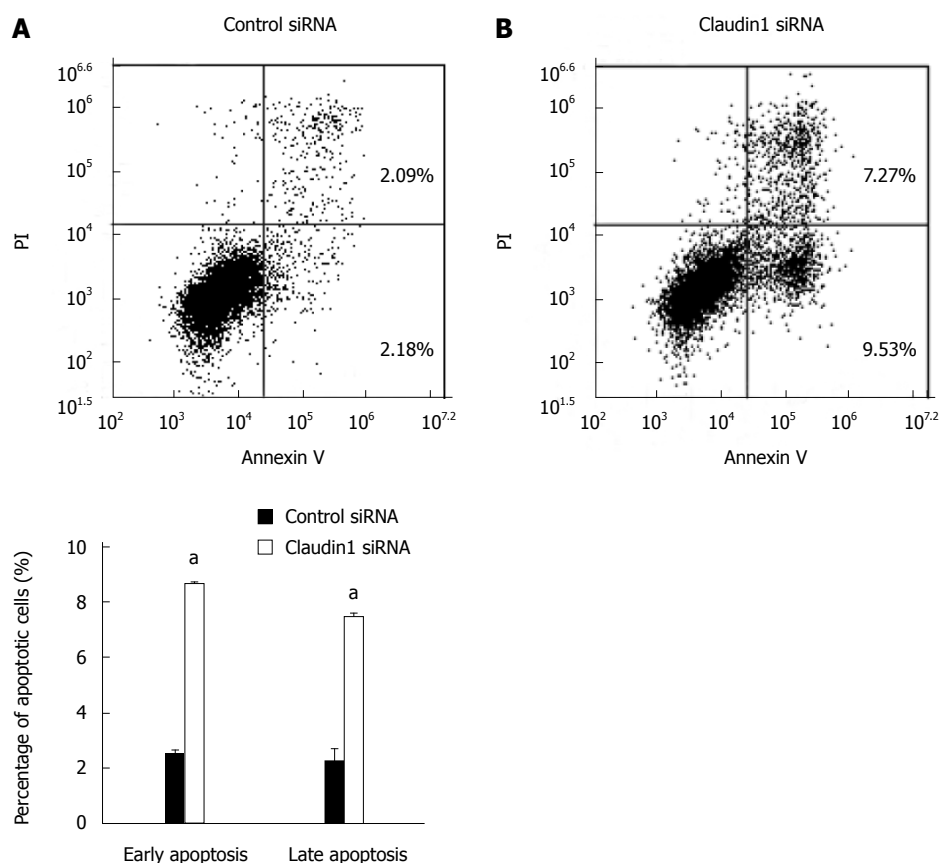 A
Control siRNA
10^6.6
10^6
10^5
10^4
10^3
10^2
10^1.5
PI
2.09%
2.18%
10^2 10^3 10^4 10^5 10^6 10^7.2
Annexin V
B
Claudin1 siRNA
10^6.6
10^6
10^5
10^4
10^3
10^2
10^1.5
PI
7.27%
9.53%
10^2 10^3 10^4 10^5 10^6 10^7.2
Annexin V
Control siRNA
Claudin1 siRNA
Percentage of apoptotic cells (%)
10
8
6
4
2
0
a
a
Early apoptosis Late apoptosis